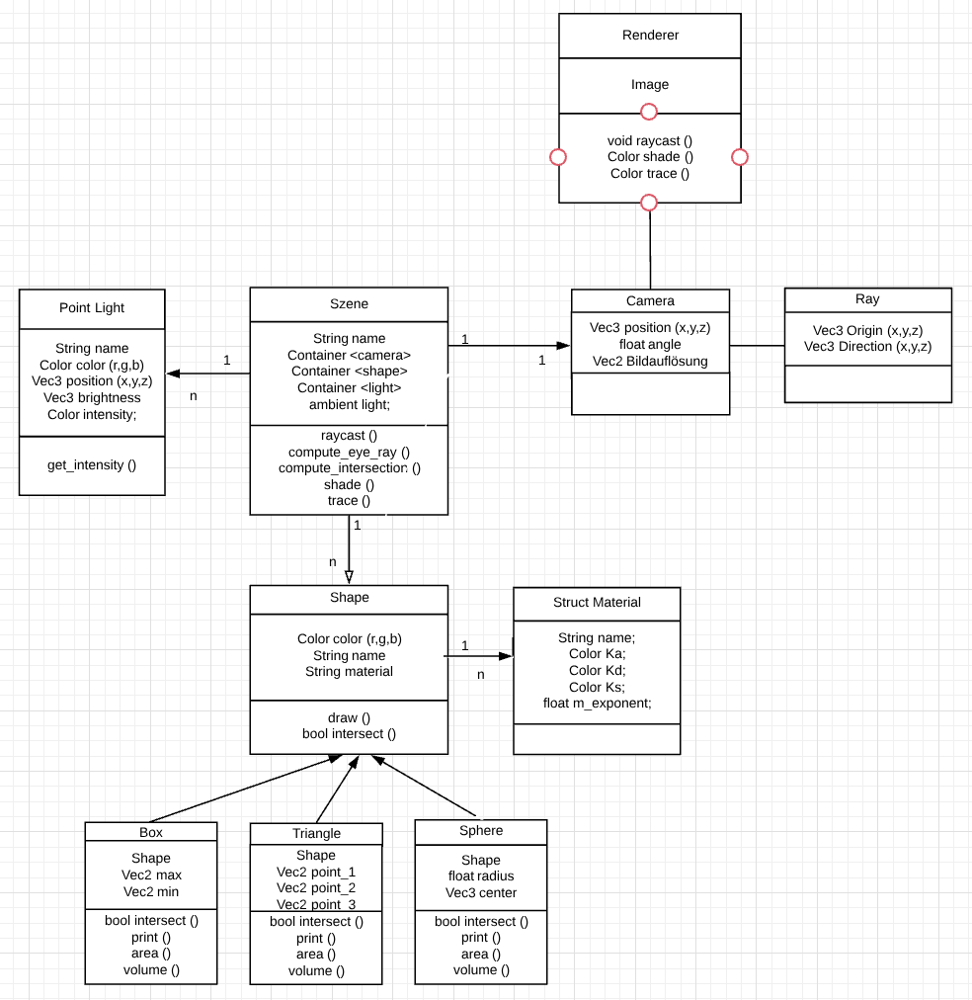 Renderer
Image
void raycast ()
Color shade ()
Color trace ()
Point Light
String name
Color color (r,g,b)
Vec3 position (x,y,z)
Vec3 brightness
Color intensity;
get_intensity ()
1
n
Szene
String name
Container <camera>
Container <shape>
Container <light>
ambient light;
raycast ()
compute_eye_ray ()
compute_intersection ()
shade ()
trace ()
1
1
Camera
Vec3 position (x,y,z)
float angle
Vec2 Bildauflösung
Ray
Vec3 Origin (x,y,z)
Vec3 Direction (x,y,z)
1
n
Shape
Color color (r,g,b)
String name
String material
draw ()
bool intersect ()
1
n
Struct Material
String name;
Color Ka;
Color Kd;
Color Ks;
float m_exponent;
Box
Shape
Vec2 max
Vec2 min
bool intersect ()
print ()
area ()
volume ()
Triangle
Shape
Vec2 point_1
Vec2 point_2
Vec2 point_3
bool intersect ()
print ()
area ()
volume ()
Sphere
Shape
float radius
Vec3 center
bool intersect ()
print ()
area ()
volume ()